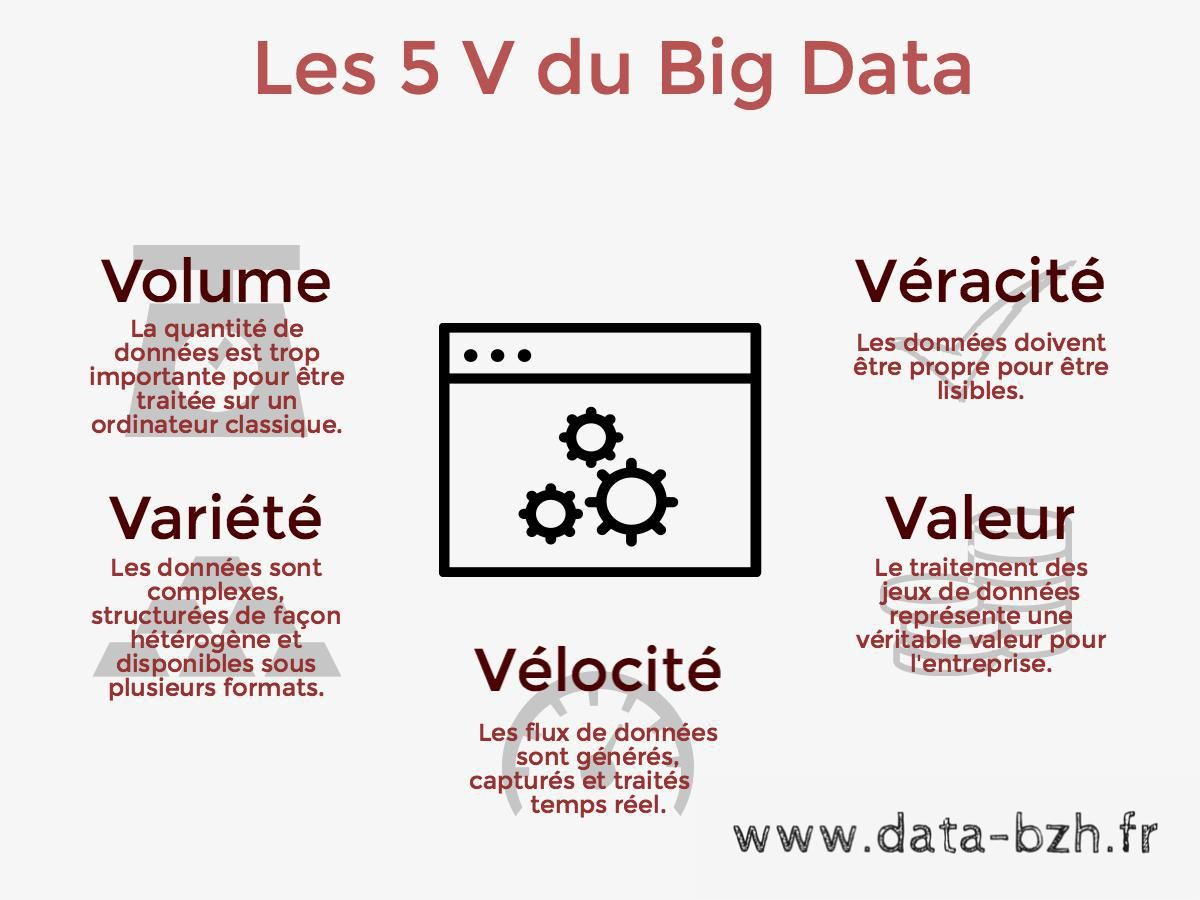 Les 5 V du Big Data
Volume
La quantité de
données est trop
importante pour être
traitée sur un
ordinateur classique.
Variété
Les données sont
complexes,
structurées de façon
hétérogène et
disponibles sous
plusieurs formats.
Vélocité
Les flux de données
sont générés,
capturés et traités
temps réel.
Véracité
Les données doivent
être propre pour être
lisibles.
Valeur
Le traitement des
jeux de données
représente une
véritable valeur pour
l'entreprise.
www.data-bzh.fr